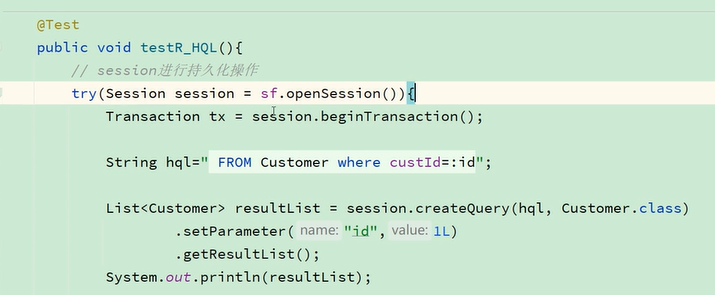 @Test
public void testR_HQL(){
// session进行持久化操作
try(Session session = sf.openSession()){
Transaction tx = session.beginTransaction();
String hql=" FROM Customer where custId=:id";
List<Customer> resultList = session.createQuery(hql, Customer.class)
.setParameter( name: "id", value: 1L)
.getResultList();
System.out.println(resultList);